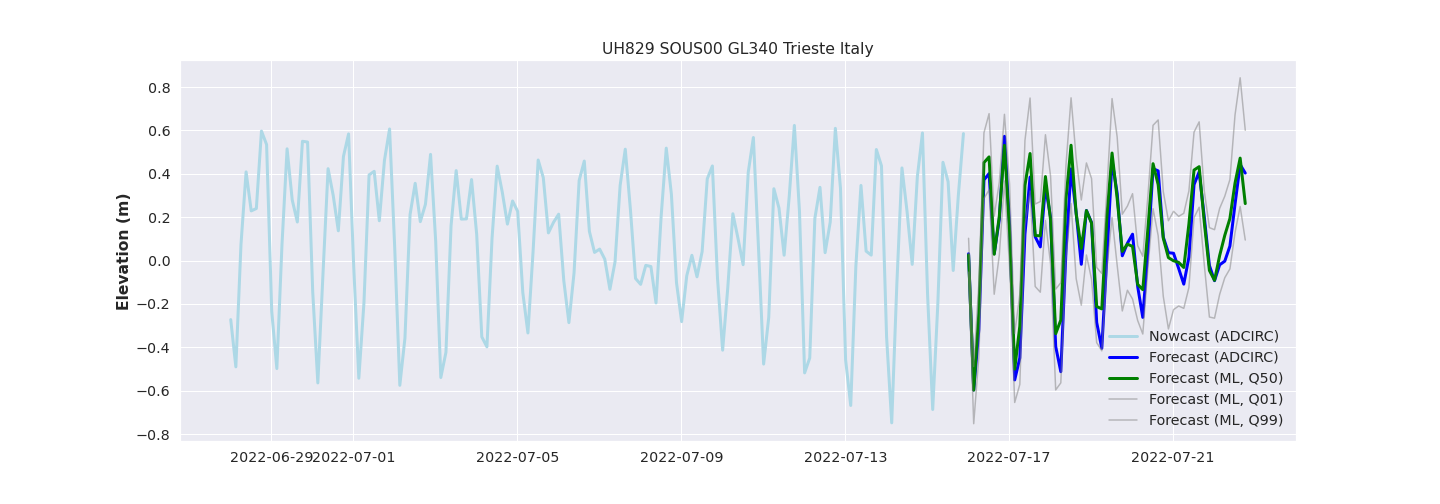 UH829 SOUS00 GL340 Trieste Italy
Elevation (m)
0.8
0.6
0.4
0.2
0.0
−0.2
−0.4
−0.6
−0.8
Nowcast (ADCIRC)
Forecast (ADCIRC)
Forecast (ML, Q50)
Forecast (ML, Q01)
Forecast (ML, Q99)
2022-06-29 2022-07-01 2022-07-05 2022-07-09 2022-07-13 2022-07-17 2022-07-21